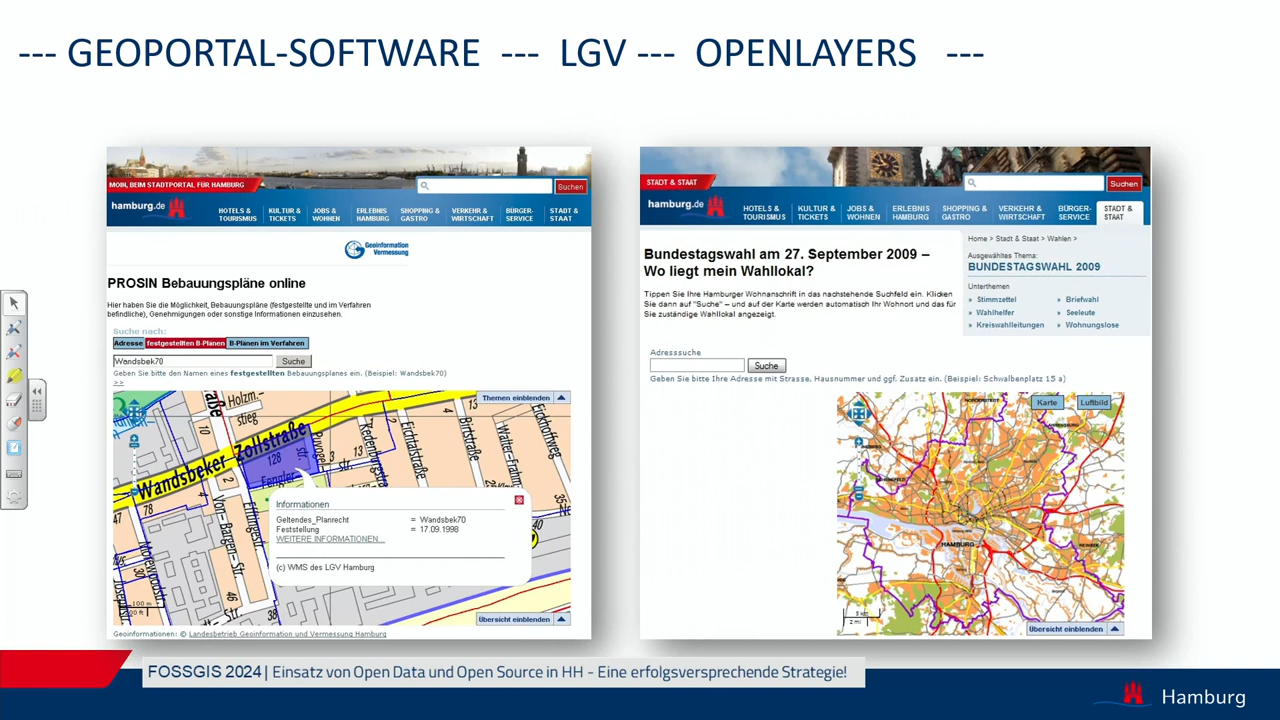 --- GEOPORTAL-SOFTWARE --- LGV --- OPENLAYERS ---
MOIN, BEIM STADTPORTAL FÜR HAMBURG
Suchen
hamburg.de
HOTELS & TOURISMUS
KULTUR & TICKETS
JOBS & WOHNEN
ERLEBNIS HAMBURG
SHOPPING & GASTRO
VERKEHR & WIRTSCHAFT
BÜRGER-SERVICE
STADT & STAAT
Geoinformation
Vermessung
PROSIN Bebauungspläne online
Hier haben Sie die Möglichkeit, Bebauungspläne (festgestellte und im Verfahren
befindliche), Genehmigungen oder sonstige Informationen einzusehen.
Suche nach:
Adresse festgestellten B-Plänen B-Plänen im Verfahren
Wandsbek70 Suche
Geben Sie bitte den Namen eines festgestellten Bebauungsplanes ein. (Beispiel: Wandsbek70)
>>
Themen einblenden
Holzm.
stieg
Wandsbeker Zollstraße
Informationen
Geltendes_Planrecht = Wandsbek70
Feststellung = 17.09.1998
WEITERE INFORMATIONEN...
(c) WMS des LGV Hamburg
100 m
Übersicht einblenden
Geoinformationen: © Landesbetrieb Geoinformation und Vermessung Hamburg
STADT & STAAT
Suchen
hamburg.de
HOTELS & TOURISMUS
KULTUR & TICKETS
JOBS & WOHNEN
ERLEBNIS HAMBURG
SHOPPING & GASTRO
VERKEHR & WIRTSCHAFT
BÜRGER-SERVICE
STADT & STAAT
Bundestagswahl am 27. September 2009 –
Wo liegt mein Wahllokal?
Tippen Sie Ihre Hamburger Wohnanschrift in das nachstehende Suchfeld ein. Klicken
Sie dann auf "Suche" – und auf der Karte werden automatisch Ihr Wohnort und das für
Sie zuständige Wahllokal angezeigt.
Home > Stadt & Staat > Wahlen >
Ausgewähltes Thema:
BUNDESTAGSWAHL 2009
Unterthemen
» Stimmzettel » Briefwahl
» Wahlhelfer » Seeleute
» Kreiswahlleitungen » Wohnungslose
Adresssuche
Suche
Geben Sie bitte Ihre Adresse mit Strasse, Hausnummer und ggf. Zusatz ein. (Beispiel: Schwalbenplatz 15 a)
Karte Luftbild
HAMBURG
5 km
2 mi
Übersicht einblenden
FOSSGIS 2024 | Einsatz von Open Data und Open Source in HH - Eine erfolgsversprechende Strategie!
Hamburg